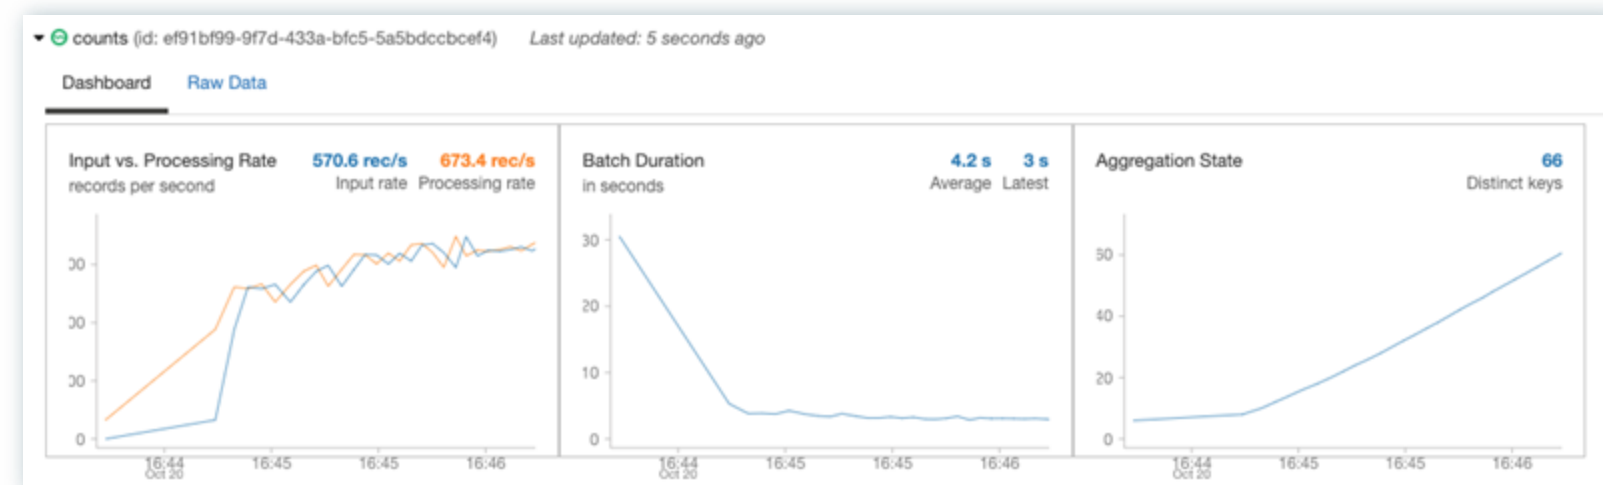 counts (id: ef91bf99-9f7d-433a-bfc5-5a5bdccbcef4) Last updated: 5 seconds ago
Dashboard Raw Data
Input vs. Processing Rate 570.6 rec/s 673.4 rec/s
records per second Input rate Processing rate
00
00
00
0
16:44 16:45 16:45 16:46
Oct 20
Batch Duration 4.2 s 3 s
in seconds Average Latest
30
20
10
0
16:44 16:45 16:45 16:46
Oct 20
Aggregation State 66
Distinct keys
60
40
20
0
16:44 16:45 16:45 16:46
Oct 20